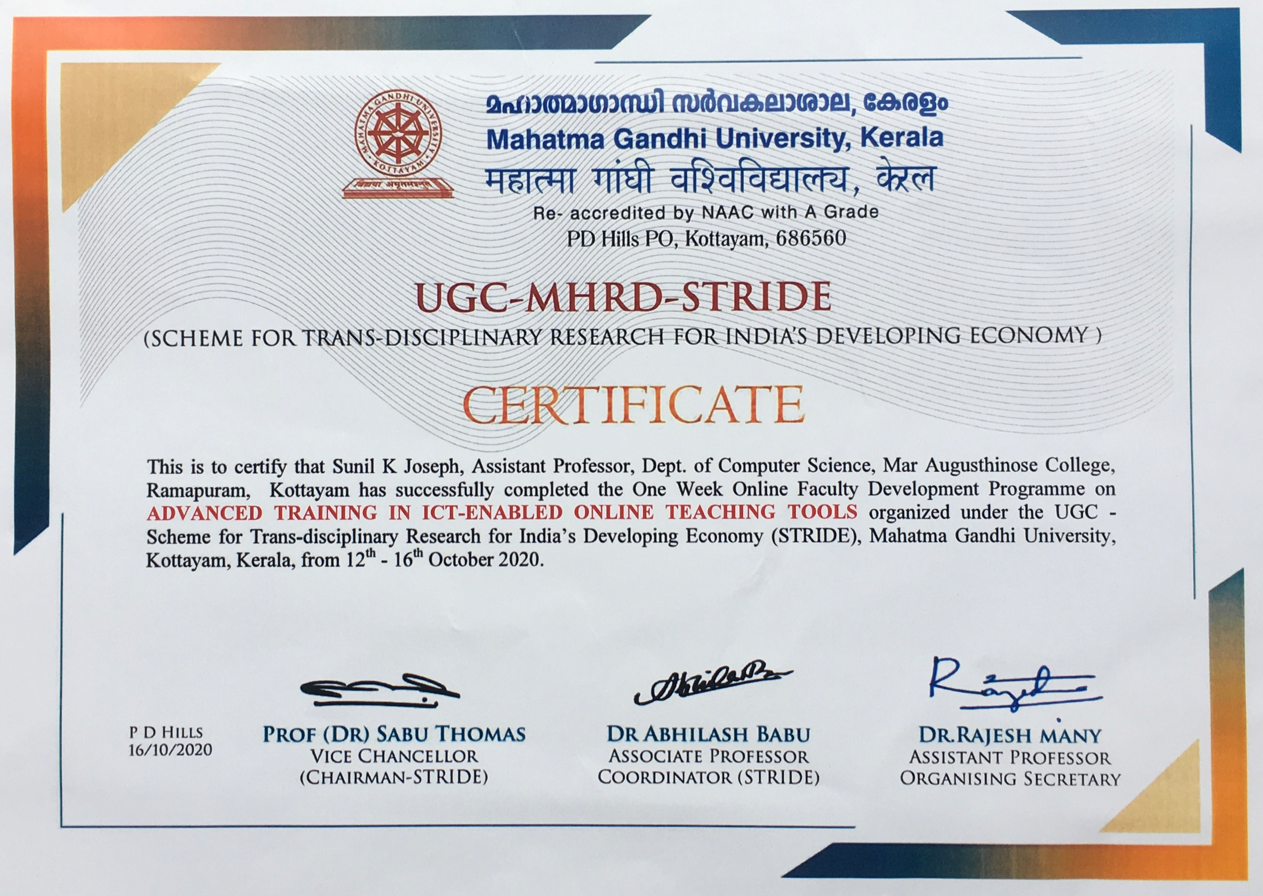 MAHATMA GANDHI UNIVERSITY
KOTTAYAM
विद्यया अमृतमश्नुते
മഹാത്മാഗാന്ധി സർവകലാശാല, കേരളം
Mahatma Gandhi University, Kerala
महात्मा गांधी वश्विविद्यालय, केरल
Re- accredited by NAAC with A Grade
PD Hills PO, Kottayam, 686560
UGC-MHRD-STRIDE
(SCHEME FOR TRANS-DISCIPLINARY RESEARCH FOR INDIA'S DEVELOPING ECONOMY )
CERTIFICATE
This is to certify that Sunil K Joseph, Assistant Professor, Dept. of Computer Science, Mar Augusthinose College,
Ramapuram, Kottayam has successfully completed the One Week Online Faculty Development Programme on
ADVANCED TRAINING IN ICT-ENABLED ONLINE TEACHING TOOLS organized under the UGC -
Scheme for Trans-disciplinary Research for India's Developing Economy (STRIDE), Mahatma Gandhi University,
Kottayam, Kerala, from 12th - 16th October 2020.
P D HILLS
16/10/2020
PROF (DR) SABU THOMAS
VICE CHANCELLOR
(CHAIRMAN-STRIDE)
DR ABHILASH BABU
ASSOCIATE PROFESSOR
COORDINATOR (STRIDE)
DR.RAJESH MANY
ASSISTANT PROFESSOR
ORGANISING SECRETARY